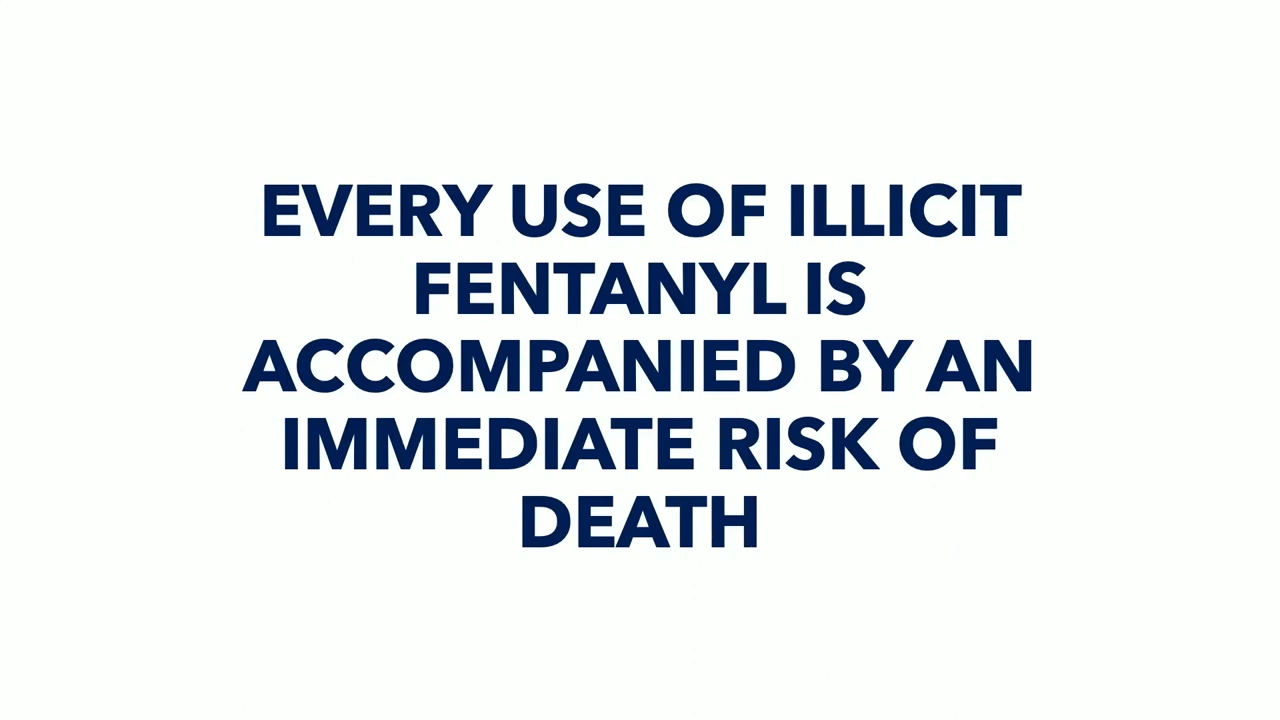 EVERY USE OF ILLICIT
FENTANYL IS
ACCOMPANIED BY AN
IMMEDIATE RISK OF
DEATH